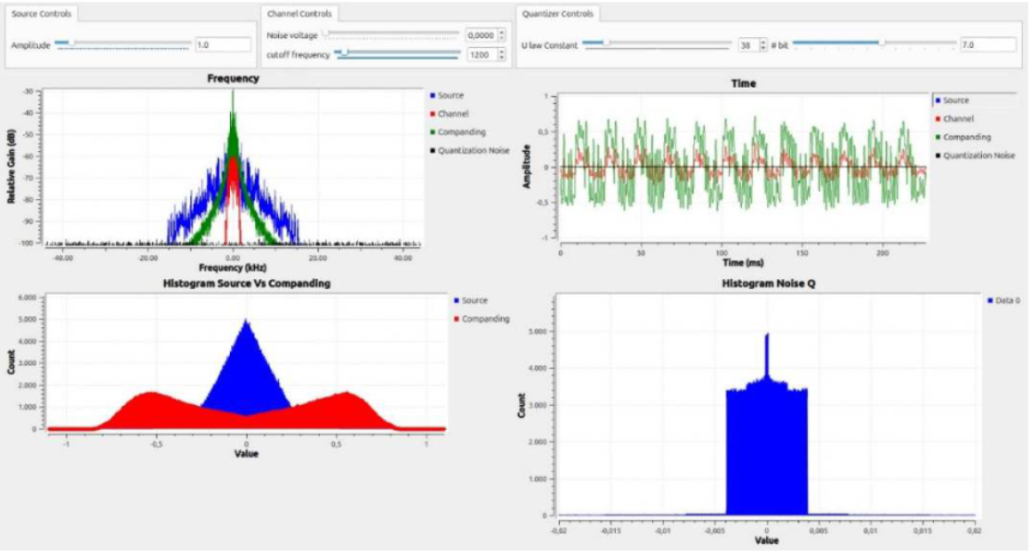 Source Controls
Amplitude
1.0
Channel Controls
Noise voltage
0,0000
cutoff frequency
1200
Quantizer Controls
U law Constant
38
# bit
7.0
Frequency
Relative Gain (dB)
-30
-40
-50
-60
-70
-80
-90
-100
-40.00
-20.00
0.00
20.00
40.00
Frequency (kHz)
Source
Channel
Companding
Quantization Noise
Time
Amplitude
1
0,5
0
-0,5
-1
0
50
100
150
200
Time (ms)
Source
Channel
Companding
Quantization Noise
Histogram Source Vs Companding
Count
6.000
5.000
4.000
3.000
2.000
1.000
0
-1
-0,5
0
0,5
1
Value
Source
Companding
Histogram Noise Q
Count
5.000
4.000
3.000
2.000
1.000
0
-0,02
-0,015
-0,01
-0,005
0
0,005
0,01
0,015
0,02
Value
Data 0